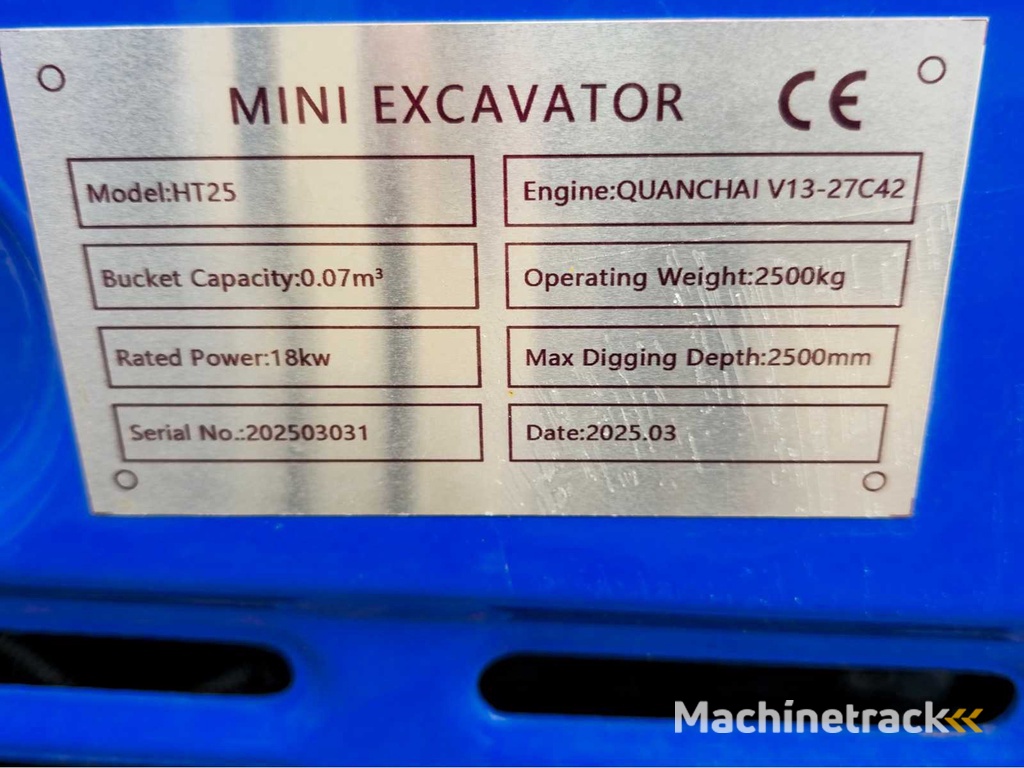 MINI EXCAVATOR CE
Model:HT25
Engine:QUANCHAI V13-27C42
Bucket Capacity:0.07m³
Operating Weight:2500kg
Rated Power:18kw
Max Digging Depth:2500mm
Serial No.:202503031
Date:2025.03
Machinetrack